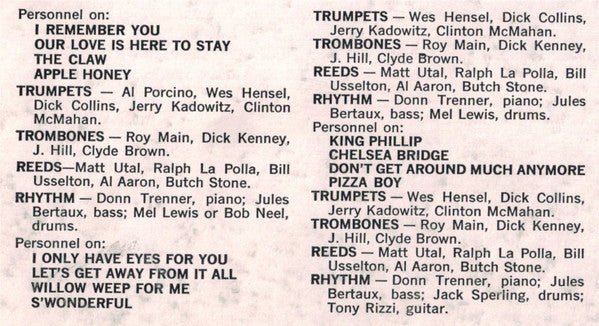 Personnel on:
I REMEMBER YOU
OUR LOVE IS HERE TO STAY
THE CLAW
APPLE HONEY
TRUMPETS — Al Porcino, Wes Hensel,
Dick Collins, Jerry Kadowitz, Clinton
McMahan.
TROMBONES — Roy Main, Dick Kenney,
J. Hill, Clyde Brown.
REEDS—Matt Utal, Ralph La Polla, Bill
Usselton, Al Aaron, Butch Stone.
RHYTHM — Donn Trenner, piano; Jules
Bertaux, bass; Mel Lewis or Bob Neel,
drums.
Personnel on:
I ONLY HAVE EYES FOR YOU
LET'S GET AWAY FROM IT ALL
WILLOW WEEP FOR ME
S'WONDERFUL
TRUMPETS — Wes Hensel, Dick Collins,
Jerry Kadowitz, Clinton McMahan.
TROMBONES — Roy Main, Dick Kenney,
J. Hill, Clyde Brown.
REEDS — Matt Utal, Ralph La Polla, Bill
Usselton, Al Aaron, Butch Stone.
RHYTHM — Donn Trenner, piano; Jules
Bertaux, bass; Mel Lewis, drums.
Personnel on:
KING PHILLIP
CHELSEA BRIDGE
DON'T GET AROUND MUCH ANYMORE
PIZZA BOY
TRUMPETS — Wes Hensel, Dick Collins,
Jerry Kadowitz, Clinton McMahan.
TROMBONES — Roy Main, Dick Kenney,
J. Hill, Clyde Brown.
REEDS — Matt Utal, Ralph La Polla, Bill
Usselton, Al Aaron, Butch Stone.
RHYTHM — Donn Trenner, piano; Jules
Bertaux, bass; Jack Sperling, drums;
Tony Rizzi, guitar.